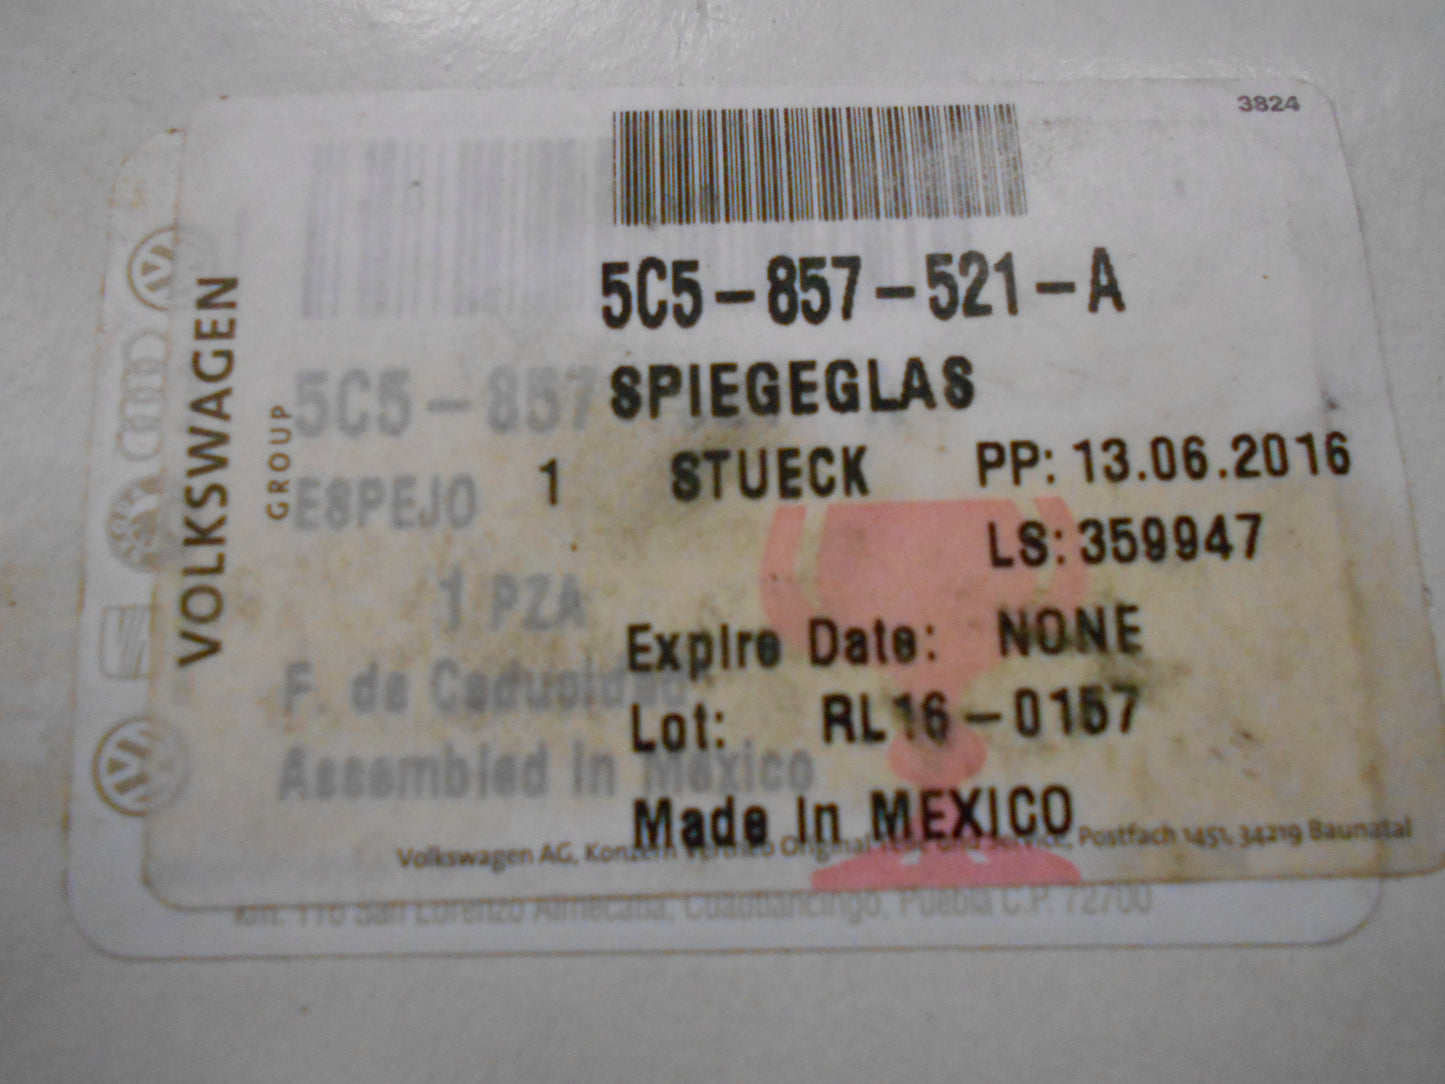 3824
5C5-857-521-A
SPIEGEGLAS
1 STUECK PP: 13.06.2016
LS: 359947
Expire Date: NONE
Lot: RL16-0157
Made in MEXICO
Volkswagen AG, Konzern Vertrieb Original Teile und Service, Postfach 1451, 34219 Baunatal
VOLKSWAGEN
GROUP
5C5-857
ESPEJO
1 PZA
F. de Caducidad:
Assembled in Mexico
km. 116 San Lorenzo Almecatla, Cuautlancingo, Puebla C.P. 72700